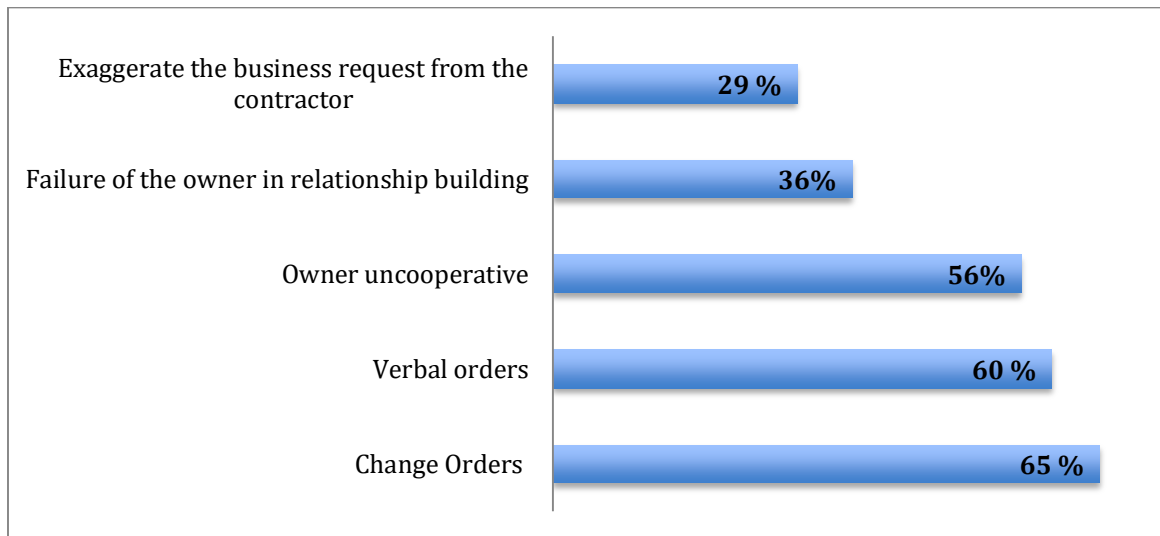 Exaggerate the business request from the
contractor
29 %
Failure of the owner in relationship building
36%
Owner uncooperative
56%
Verbal orders
60 %
Change Orders
65 %